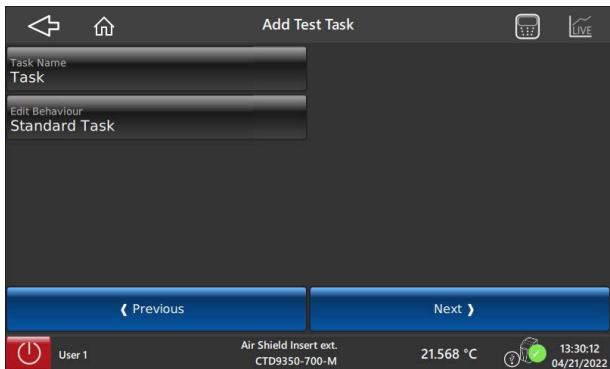 Add Test Task
LIVE
Task Name
Task
Edit Behaviour
Standard Task
❰ Previous
Next ❱
User 1
Air Shield Insert ext.
CTD9350-700-M
21.568 °C
13:30:12
04/21/2022